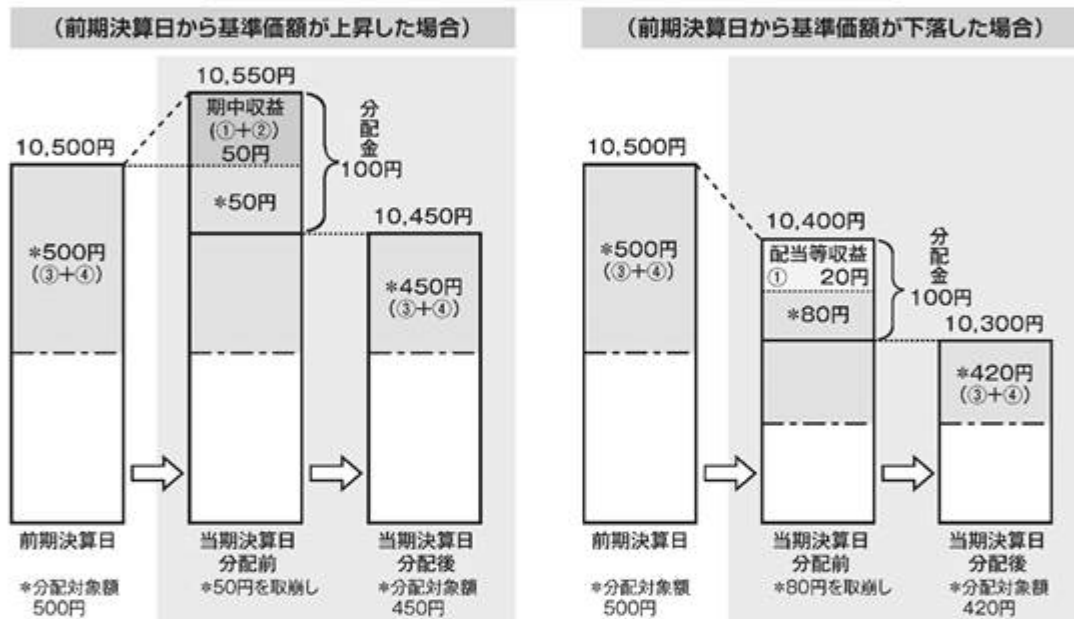 (前期決算日から基準価額が上昇した場合)
10,550円
期中収益
(①+②)
50円
*50円
分配金
100円
10,500円
*500円
(③+④)
10,450円
*450円
(③+④)
前期決算日
*分配対象額
500円
当期決算日
分配前
*50円を取崩し
当期決算日
分配後
*分配対象額
450円
(前期決算日から基準価額が下落した場合)
10,500円
*500円
(③+④)
10,400円
配当等収益
① 20円
*80円
分配金
100円
10,300円
*420円
(③+④)
前期決算日
*分配対象額
500円
当期決算日
分配前
*80円を取崩し
当期決算日
分配後
*分配対象額
420円